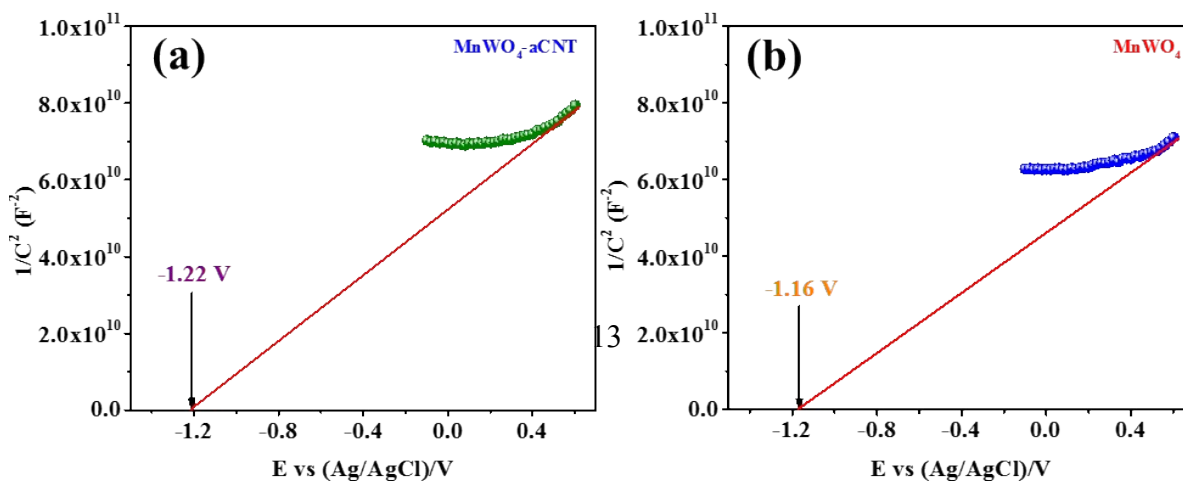 (a)
MnWO₄-aCNT
1.0x10¹¹
8.0x10¹⁰
6.0x10¹⁰
4.0x10¹⁰
2.0x10¹⁰
0.0
1/C² (F⁻²)
-1.22 V
-1.2 -0.8 -0.4 0.0 0.4
E vs (Ag/AgCl)/V
13
(b)
MnWO₄
1.0x10¹¹
8.0x10¹⁰
6.0x10¹⁰
4.0x10¹⁰
2.0x10¹⁰
0.0
1/C² (F⁻²)
-1.16 V
-1.2 -0.8 -0.4 0.0 0.4
E vs (Ag/AgCl)/V